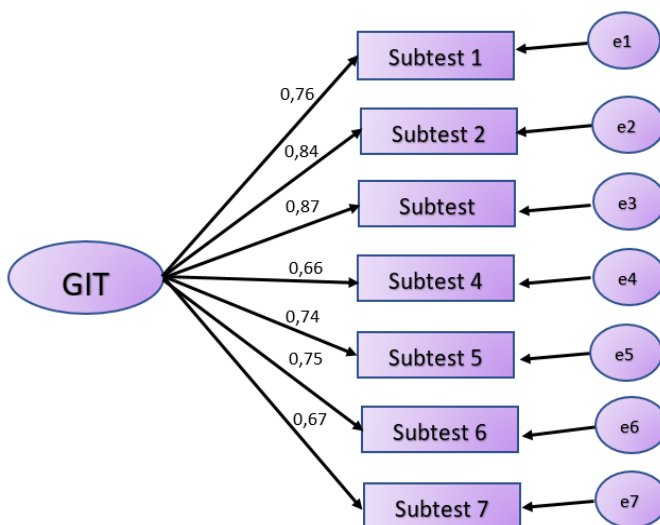 Subtest 1
e1
0,76
Subtest 2
e2
0,84
Subtest
e3
0,87
GIT
Subtest 4
e4
0,66
Subtest 5
e5
0,74
0,75
Subtest 6
e6
0,67
Subtest 7
e7